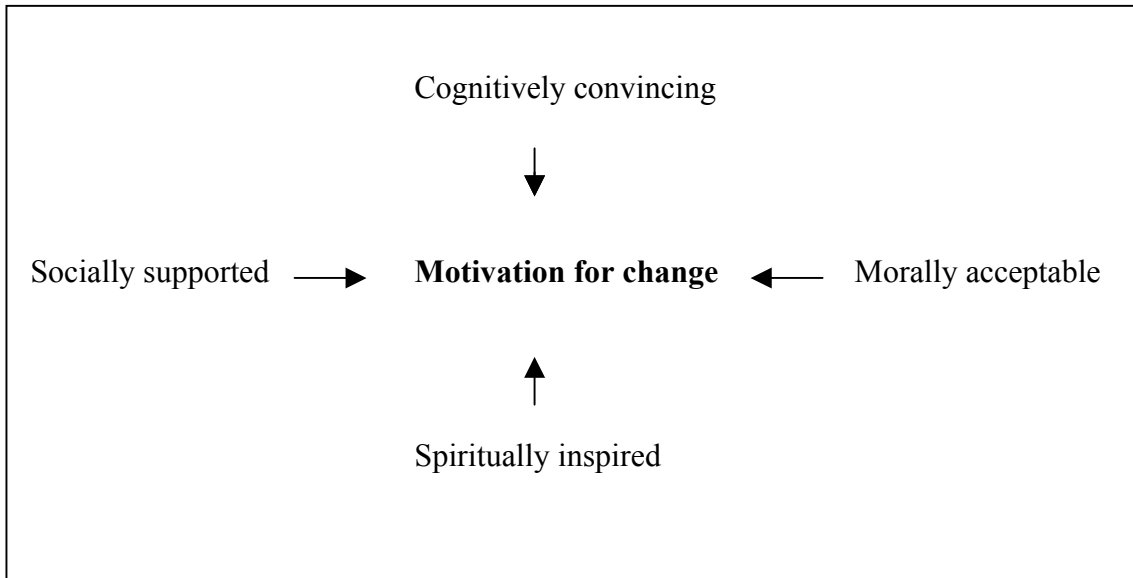 Cognitively convincing
Socially supported
Motivation for change
Morally acceptable
Spiritually inspired